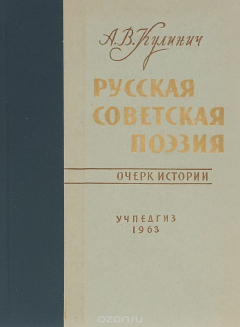 А.В.Кулинич
РУССКАЯ
СОВЕТСКАЯ
ПОЭЗИЯ
ОЧЕРК ИСТОРИИ
УЧПЕДГИЗ
1963